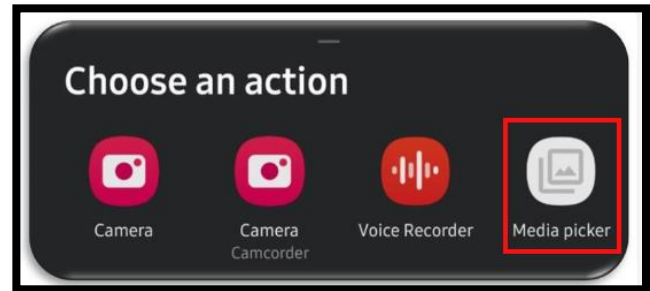 Choose an action
Camera
Camera
Camcorder
Voice Recorder
Media picker